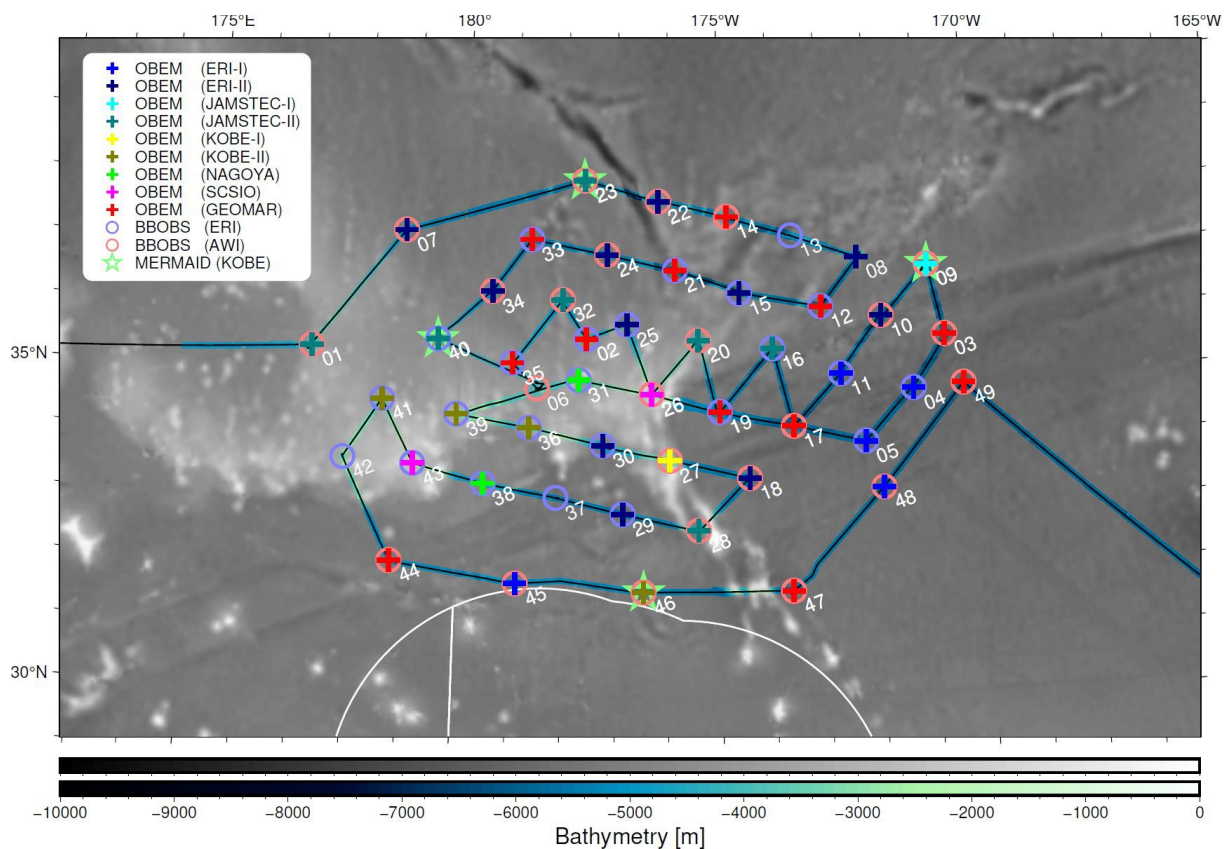 175°E 180° 175°W 170°W 165°W
OBEM (ERI-I)
OBEM (ERI-II)
OBEM (JAMSTEC-I)
OBEM (JAMSTEC-II)
OBEM (KOBE-I)
OBEM (KOBE-II)
OBEM (NAGOYA)
OBEM (SCSIO)
OBEM (GEOMAR)
BBOBS (ERI)
BBOBS (AWI)
MERMAID (KOBE)
23
22
14
13
07
33
24
21
08
09
34
15
12
10
32
25
40
02
20
16
03
35°N
01
35
06
31
26
11
04
49
41
39
36
19
17
05
42
43
30
27
18
48
38
37
29
28
44
45
46
47
30°N
−10000 −9000 −8000 −7000 −6000 −5000 −4000 −3000 −2000 −1000 0
Bathymetry [m]